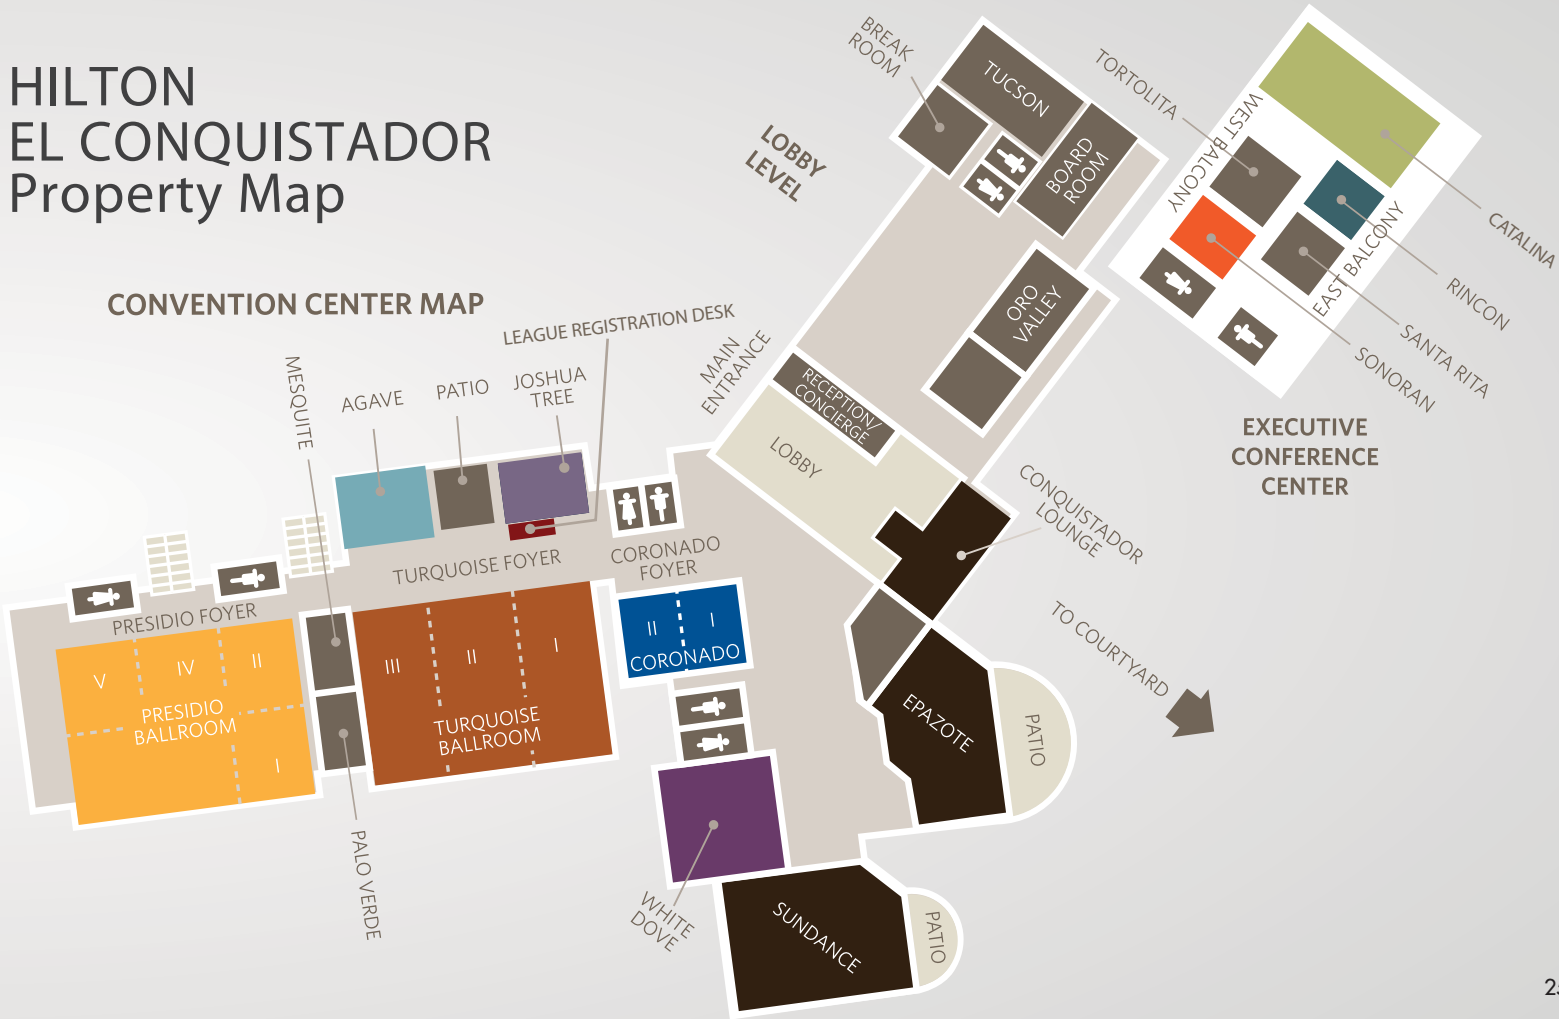 HILTON
EL CONQUISTADOR
Property Map
CONVENTION CENTER MAP
LEAGUE REGISTRATION DESK
MESQUITE
AGAVE
PATIO
JOSHUA
TREE
TURQUOISE FOYER
CORONADO
FOYER
PRESIDIO FOYER
V
IV
II
PRESIDIO
BALLROOM
I
III
II
I
TURQUOISE
BALLROOM
II
I
CORONADO
PALO VERDE
WHITE
DOVE
SUNDANCE
PATIO
EPAZOTE
PATIO
TO COURTYARD
CONQUISTADOR
LOUNGE
LOBBY
RECEPTION/
CONCIERGE
MAIN
ENTRANCE
ORO
VALLEY
LOBBY
LEVEL
BREAK
ROOM
TUCSON
BOARD
ROOM
TORTOLITA
WEST BALCONY
EAST BALCONY
CATALINA
RINCON
SANTA RITA
SONORAN
EXECUTIVE
CONFERENCE
CENTER